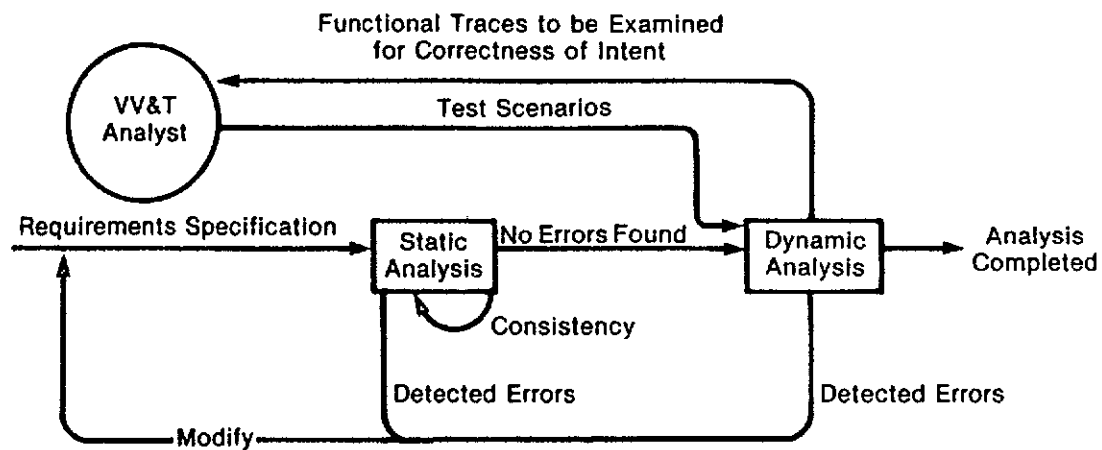 Functional Traces to be Examined
for Correctness of Intent
VV&T
Analyst
Test Scenarios
Requirements Specification
Static
Analysis
No Errors Found
Dynamic
Analysis
Analysis
Completed
Consistency
Detected Errors
Detected Errors
Modify